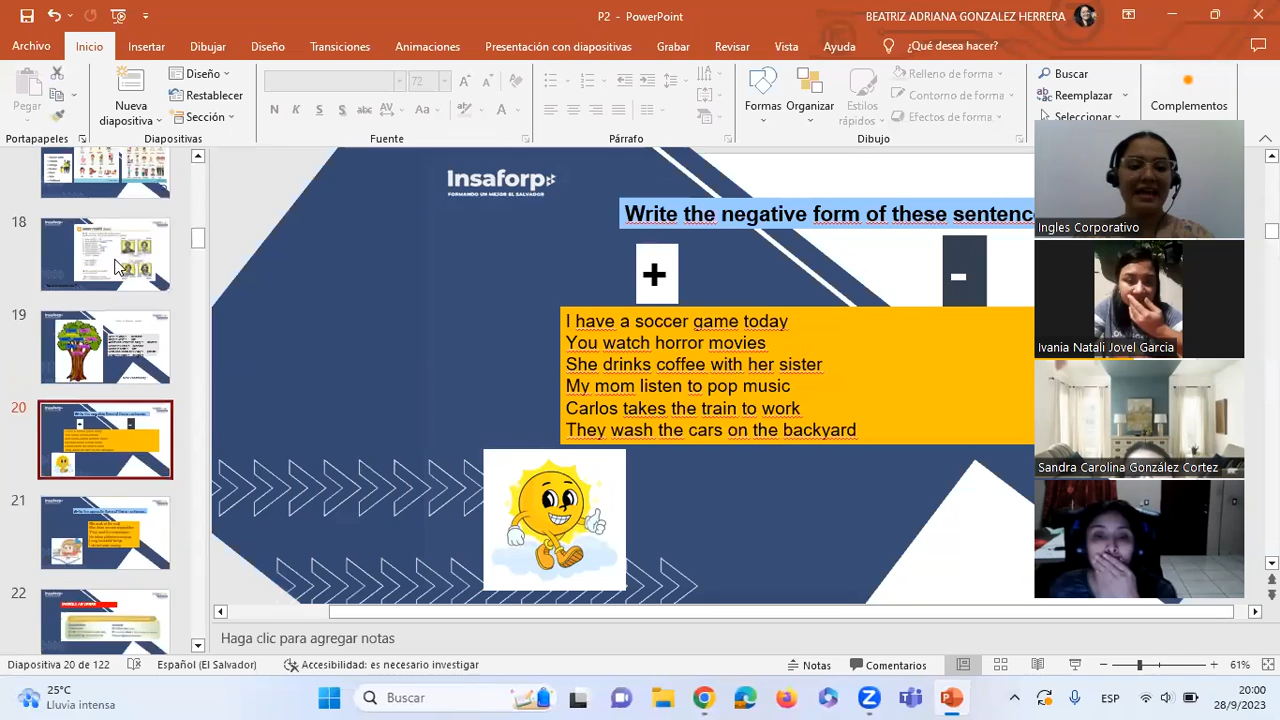 P2 - PowerPoint
BEATRIZ ADRIANA GONZALEZ HERRERA
Archivo Inicio Insertar Dibujar Diseño Transiciones Animaciones Presentación con diapositivas Grabar Revisar Vista Ayuda ¿Qué desea hacer?
Pegar
Nueva diapositiva
Diseño
Restablecer
Sección
72
N K S abc AV Aa A
Formas Organizar Estilos rápidos
Relleno de forma
Contorno de forma
Efectos de forma
Buscar
Reemplazar
Seleccionar
Complementos
Portapapeles Diapositivas Fuente Párrafo Dibujo
18
19
20
21
22
Insaforp
FORMANDO UN MEJOR EL SALVADOR
Write the negative form of these sentenc
+ -
I have a soccer game today
You watch horror movies
She drinks coffee with her sister
My mom listen to pop music
Carlos takes the train to work
They wash the cars on the backyard
Ingles Corporativo
Ivania Natali Jovel Garcia
Sandra Carolina González Cortez
Haga clic para agregar notas
Diapositiva 20 de 122 Español (El Salvador) Accesibilidad: es necesario investigar Notas Comentarios 61%
25°C
Lluvia intensa
Buscar
ESP
20:00
28/9/2023